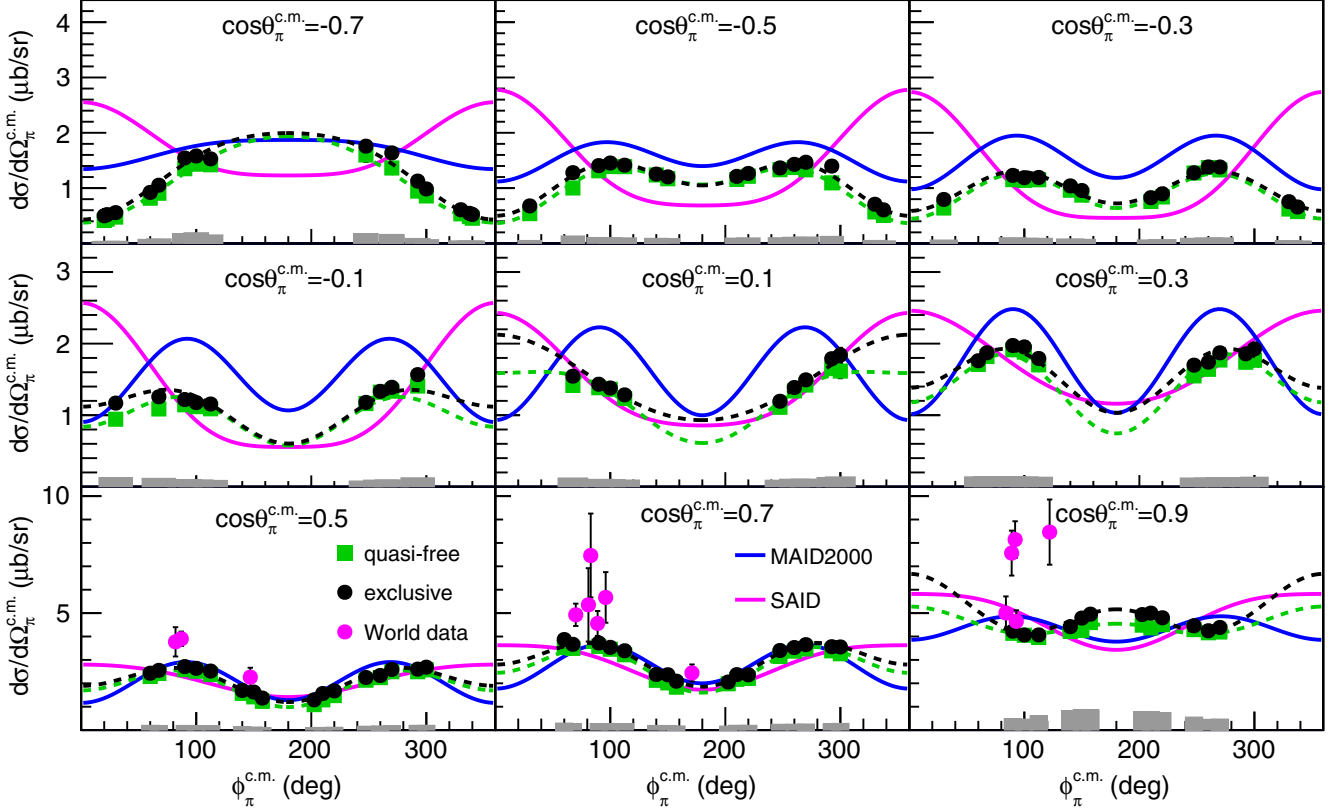 cosθπc.m.=-0.7
cosθπc.m.=-0.5
cosθπc.m.=-0.3
dσ/dΩπc.m. (μb/sr)
4
3
2
1
cosθπc.m.=-0.1
cosθπc.m.=0.1
cosθπc.m.=0.3
dσ/dΩπc.m. (μb/sr)
3
2
1
cosθπc.m.=0.5
cosθπc.m.=0.7
cosθπc.m.=0.9
dσ/dΩπc.m. (μb/sr)
10
5
quasi-free
exclusive
World data
MAID2000
SAID
100 200 300
100 200 300
100 200 300
ϕπc.m. (deg)
ϕπc.m. (deg)
ϕπc.m. (deg)